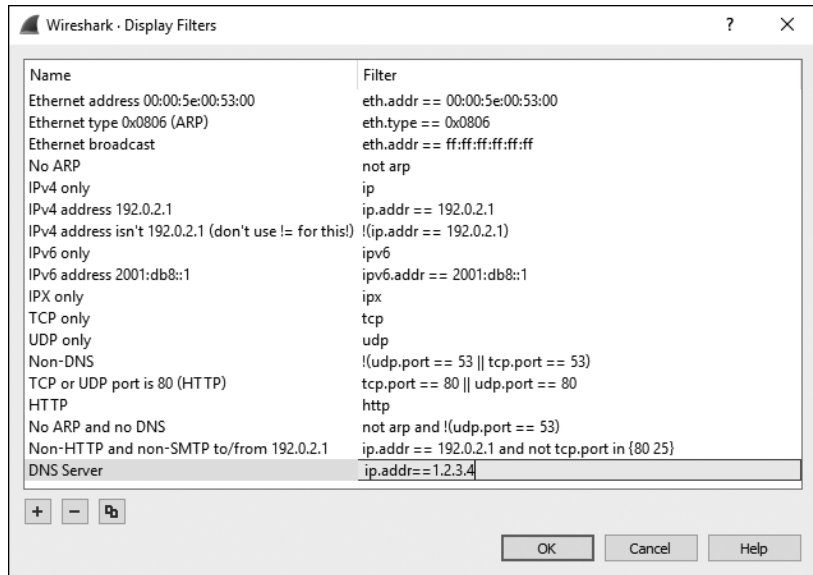 Wireshark · Display Filters ? ×
Name Filter
Ethernet address 00:00:5e:00:53:00 eth.addr == 00:00:5e:00:53:00
Ethernet type 0x0806 (ARP) eth.type == 0x0806
Ethernet broadcast eth.addr == ff:ff:ff:ff:ff:ff
No ARP not arp
IPv4 only ip
IPv4 address 192.0.2.1 ip.addr == 192.0.2.1
IPv4 address isn't 192.0.2.1 (don't use != for this!) !(ip.addr == 192.0.2.1)
IPv6 only ipv6
IPv6 address 2001:db8::1 ipv6.addr == 2001:db8::1
IPX only ipx
TCP only tcp
UDP only udp
Non-DNS !(udp.port == 53 || tcp.port == 53)
TCP or UDP port is 80 (HTTP) tcp.port == 80 || udp.port == 80
HTTP http
No ARP and no DNS not arp and !(udp.port == 53)
Non-HTTP and non-SMTP to/from 192.0.2.1 ip.addr == 192.0.2.1 and not tcp.port in {80 25}
DNS Server ip.addr==1.2.3.4
+ −
OK Cancel Help